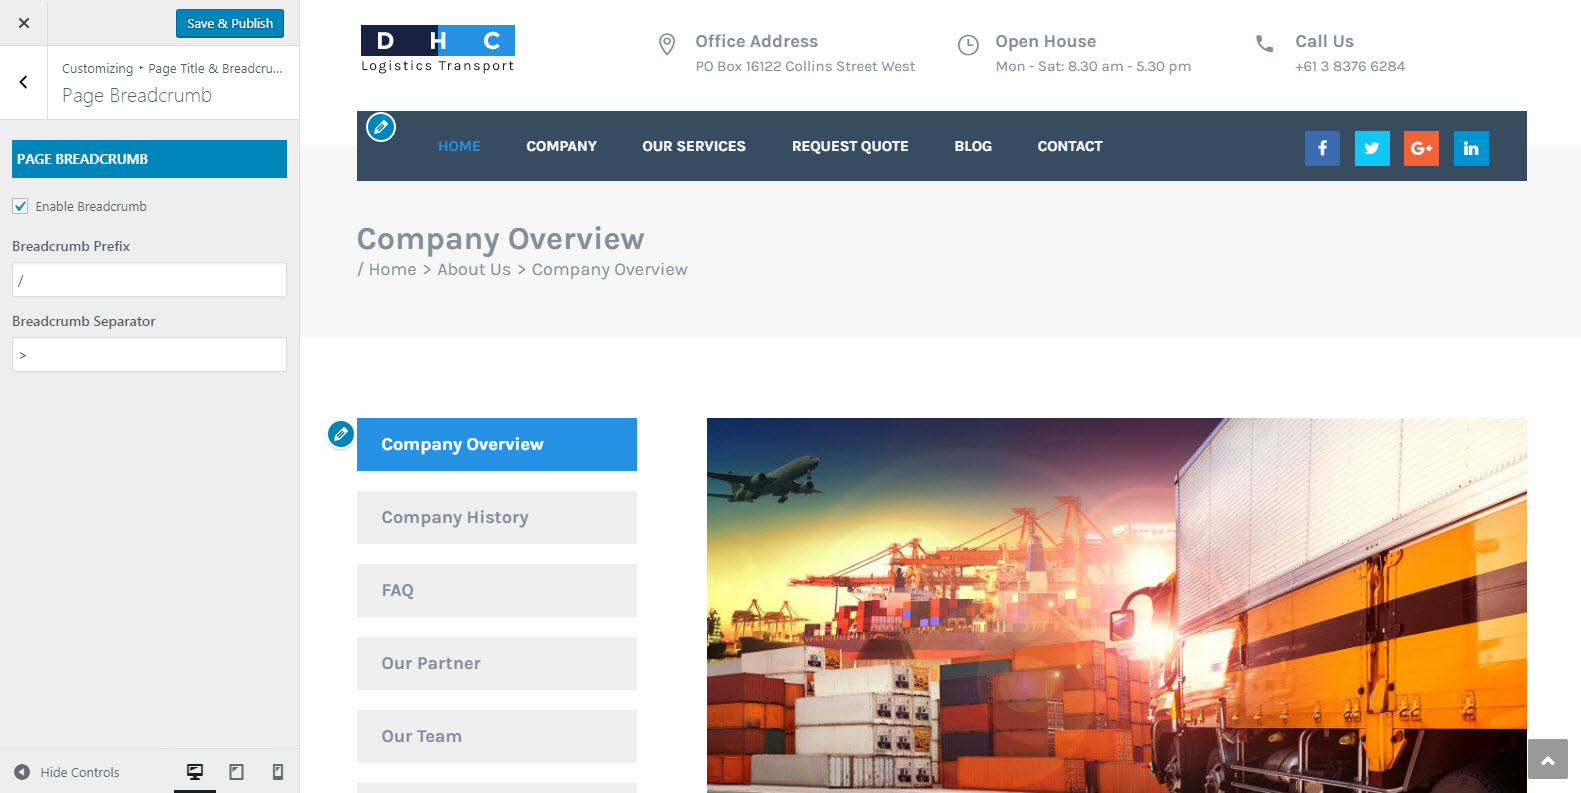 Save & Publish
Customizing ▸ Page Title & Breadcru...
Page Breadcrumb
PAGE BREADCRUMB
Enable Breadcrumb
Breadcrumb Prefix
/
Breadcrumb Separator
>
Hide Controls
D H C
Logistics Transport
Office Address
PO Box 16122 Collins Street West
Open House
Mon - Sat: 8.30 am - 5.30 pm
Call Us
+61 3 8376 6284
HOME COMPANY OUR SERVICES REQUEST QUOTE BLOG CONTACT
f G+ in
Company Overview
/ Home > About Us > Company Overview
Company Overview
Company History
FAQ
Our Partner
Our Team